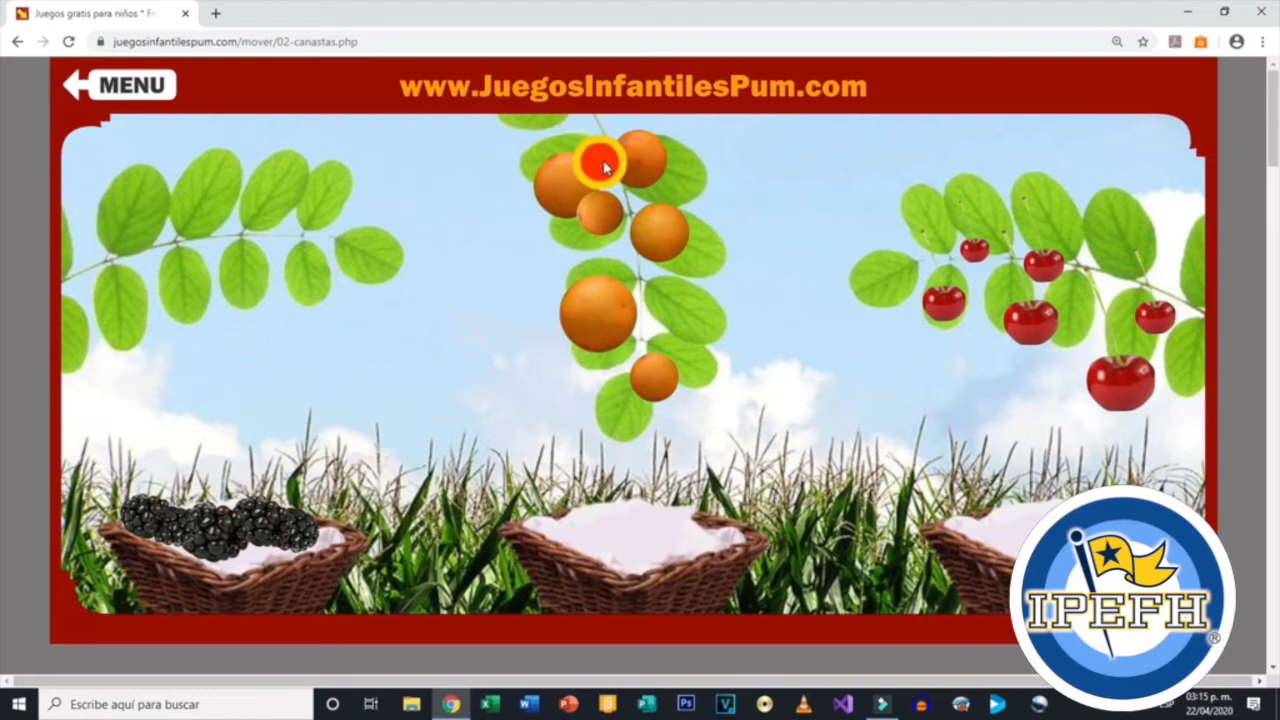 Juegos gratis para niños * Fr
juegosinfantilespum.com/mover/02-canastas.php
MENU
www.JuegosInfantilesPum.com
IPEFH
®
Escribe aquí para buscar
ESP
03:15 p. m.
22/04/2020